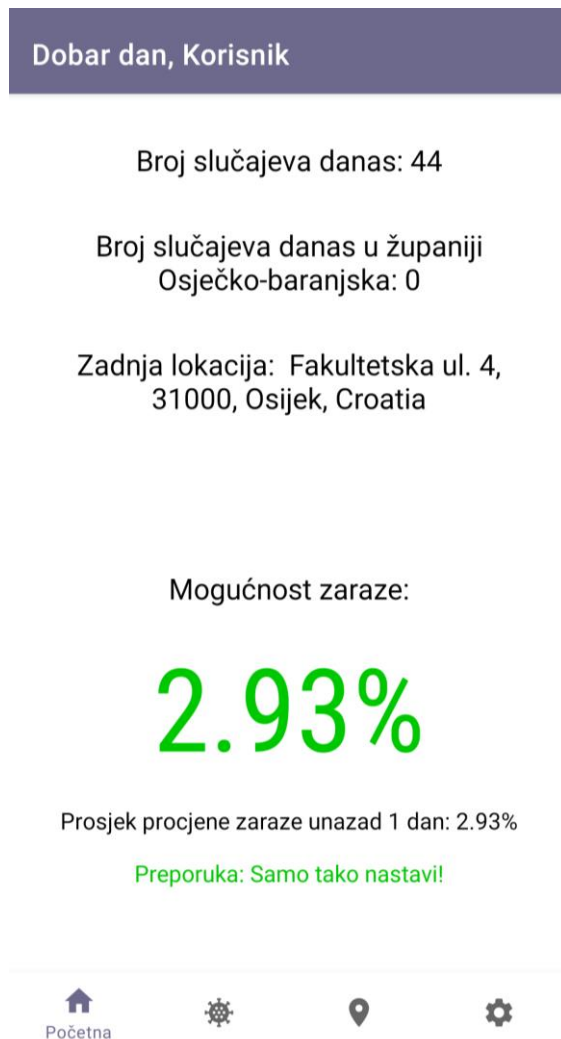 Dobar dan, Korisnik
Broj slučajeva danas: 44
Broj slučajeva danas u županiji
Osječko-baranjska: 0
Zadnja lokacija:  Fakultetska ul. 4,
31000, Osijek, Croatia
Mogućnost zaraze:
2.93%
Prosjek procjene zaraze unazad 1 dan: 2.93%
Preporuka: Samo tako nastavi!
Početna